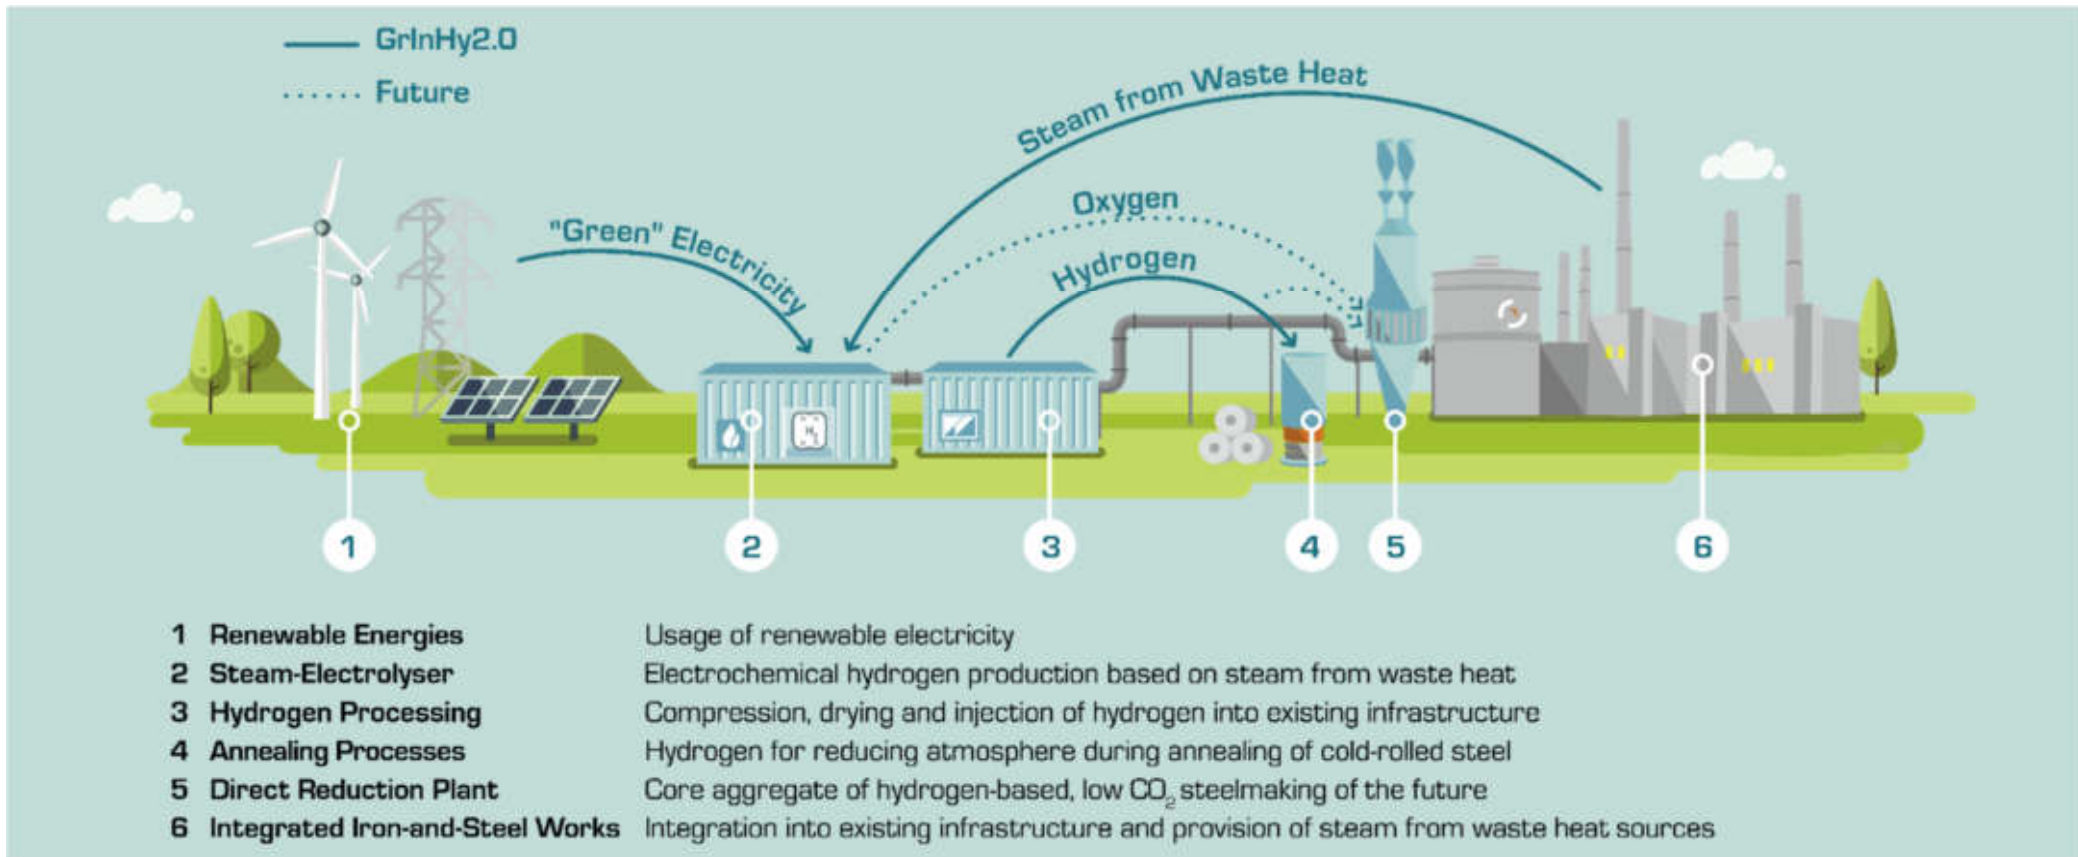 GrInHy2.0
Future
Steam from Waste Heat
Oxygen
"Green" Electricity
Hydrogen
H2
1
2
3
4
5
6
1 Renewable Energies Usage of renewable electricity
2 Steam-Electrolyser Electrochemical hydrogen production based on steam from waste heat
3 Hydrogen Processing Compression, drying and injection of hydrogen into existing infrastructure
4 Annealing Processes Hydrogen for reducing atmosphere during annealing of cold-rolled steel
5 Direct Reduction Plant Core aggregate of hydrogen-based, low CO₂ steelmaking of the future
6 Integrated Iron-and-Steel Works Integration into existing infrastructure and provision of steam from waste heat sources